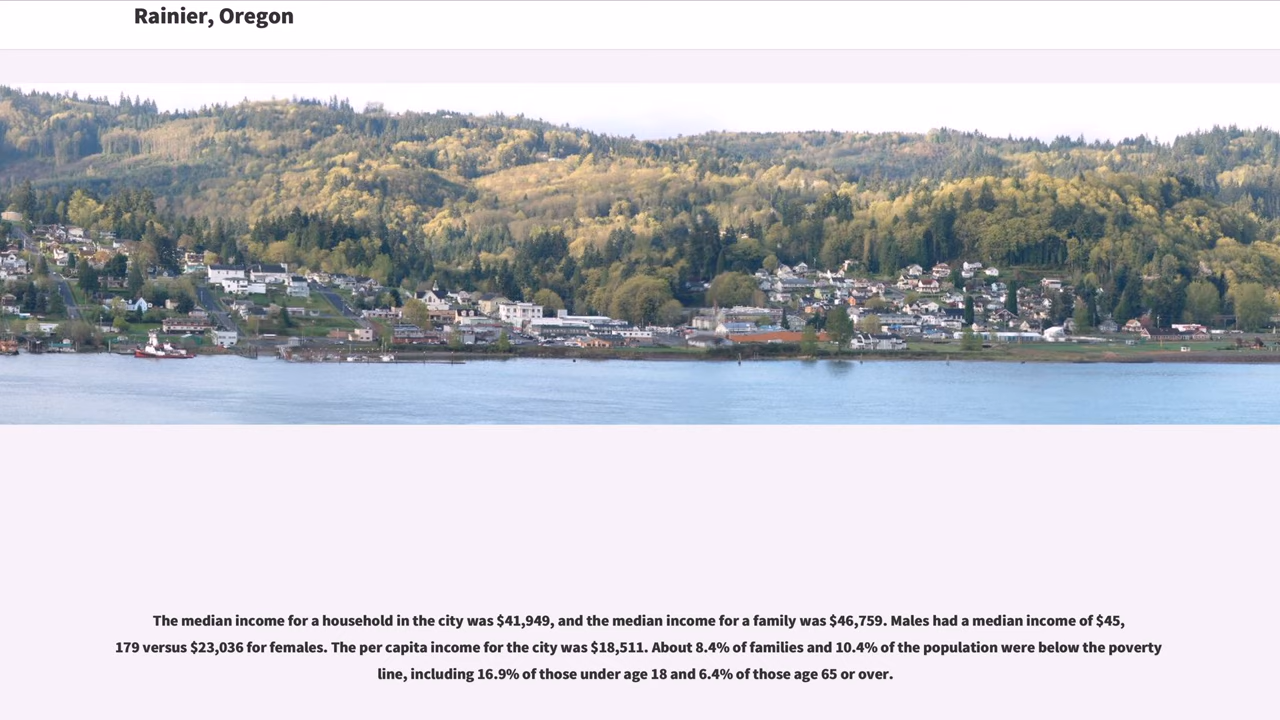 Rainier, Oregon
The median income for a household in the city was $41,949, and the median income for a family was $46,759. Males had a median income of $45,
179 versus $23,036 for females. The per capita income for the city was $18,511. About 8.4% of families and 10.4% of the population were below the poverty
line, including 16.9% of those under age 18 and 6.4% of those age 65 or over.